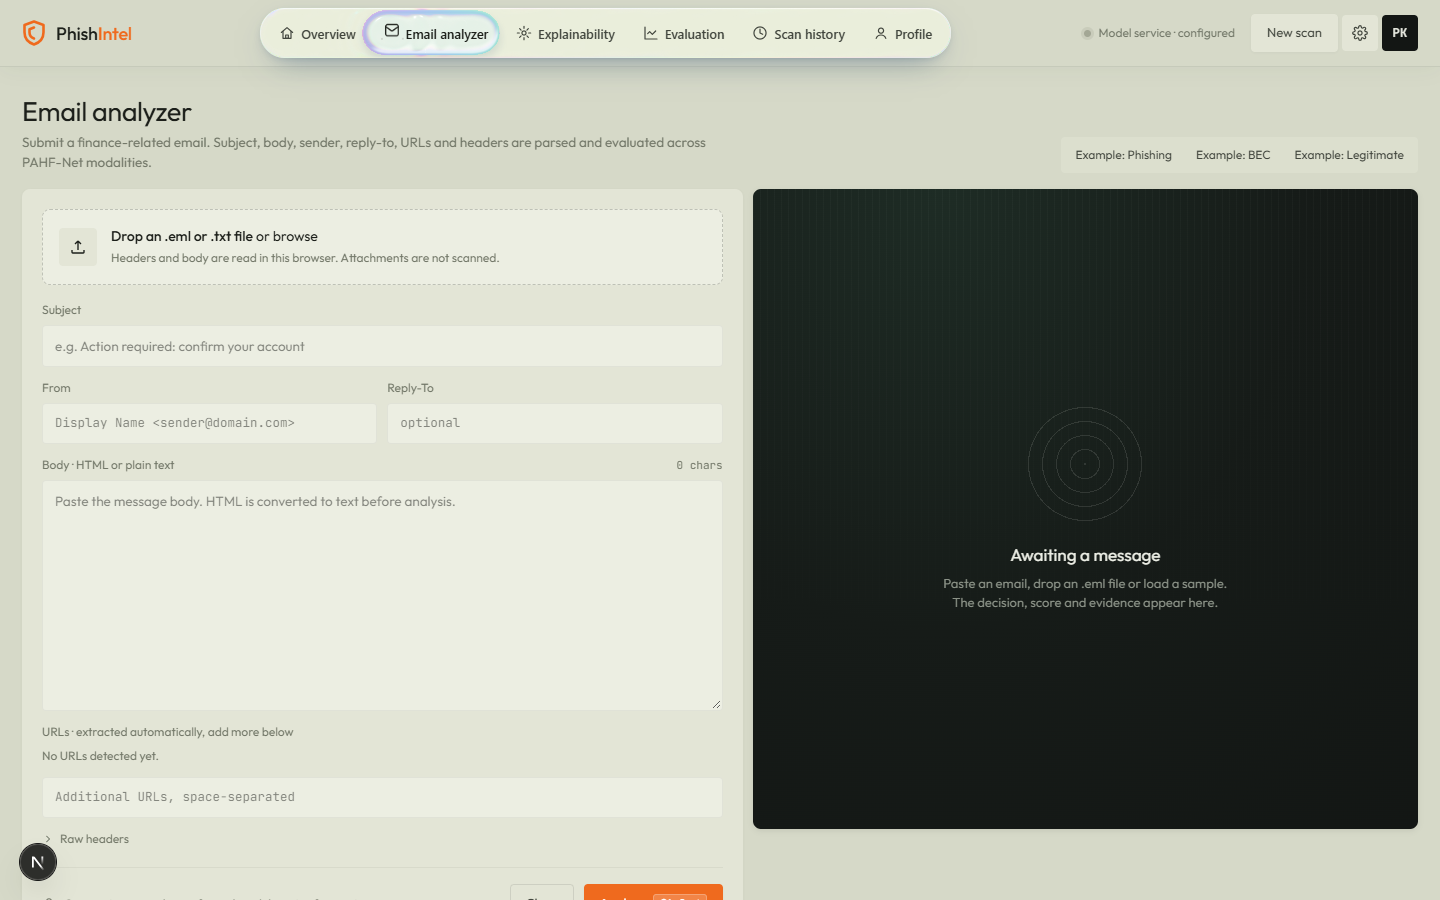 PhishIntel
Overview
Email analyzer
Explainability
Evaluation
Scan history
Profile
Model service · configured
New scan
PK
Email analyzer
Submit a finance-related email. Subject, body, sender, reply-to, URLs and headers are parsed and evaluated across
PAHF-Net modalities.
Example: Phishing
Example: BEC
Example: Legitimate
Drop an .eml or .txt file or browse
Headers and body are read in this browser. Attachments are not scanned.
Subject
e.g. Action required: confirm your account
From
Reply-To
Display Name <sender@domain.com>
optional
Body · HTML or plain text
0 chars
Paste the message body. HTML is converted to text before analysis.
URLs · extracted automatically, add more below
No URLs detected yet.
Additional URLs, space-separated
Raw headers
N
Awaiting a message
Paste an email, drop an .eml file or load a sample.
The decision, score and evidence appear here.